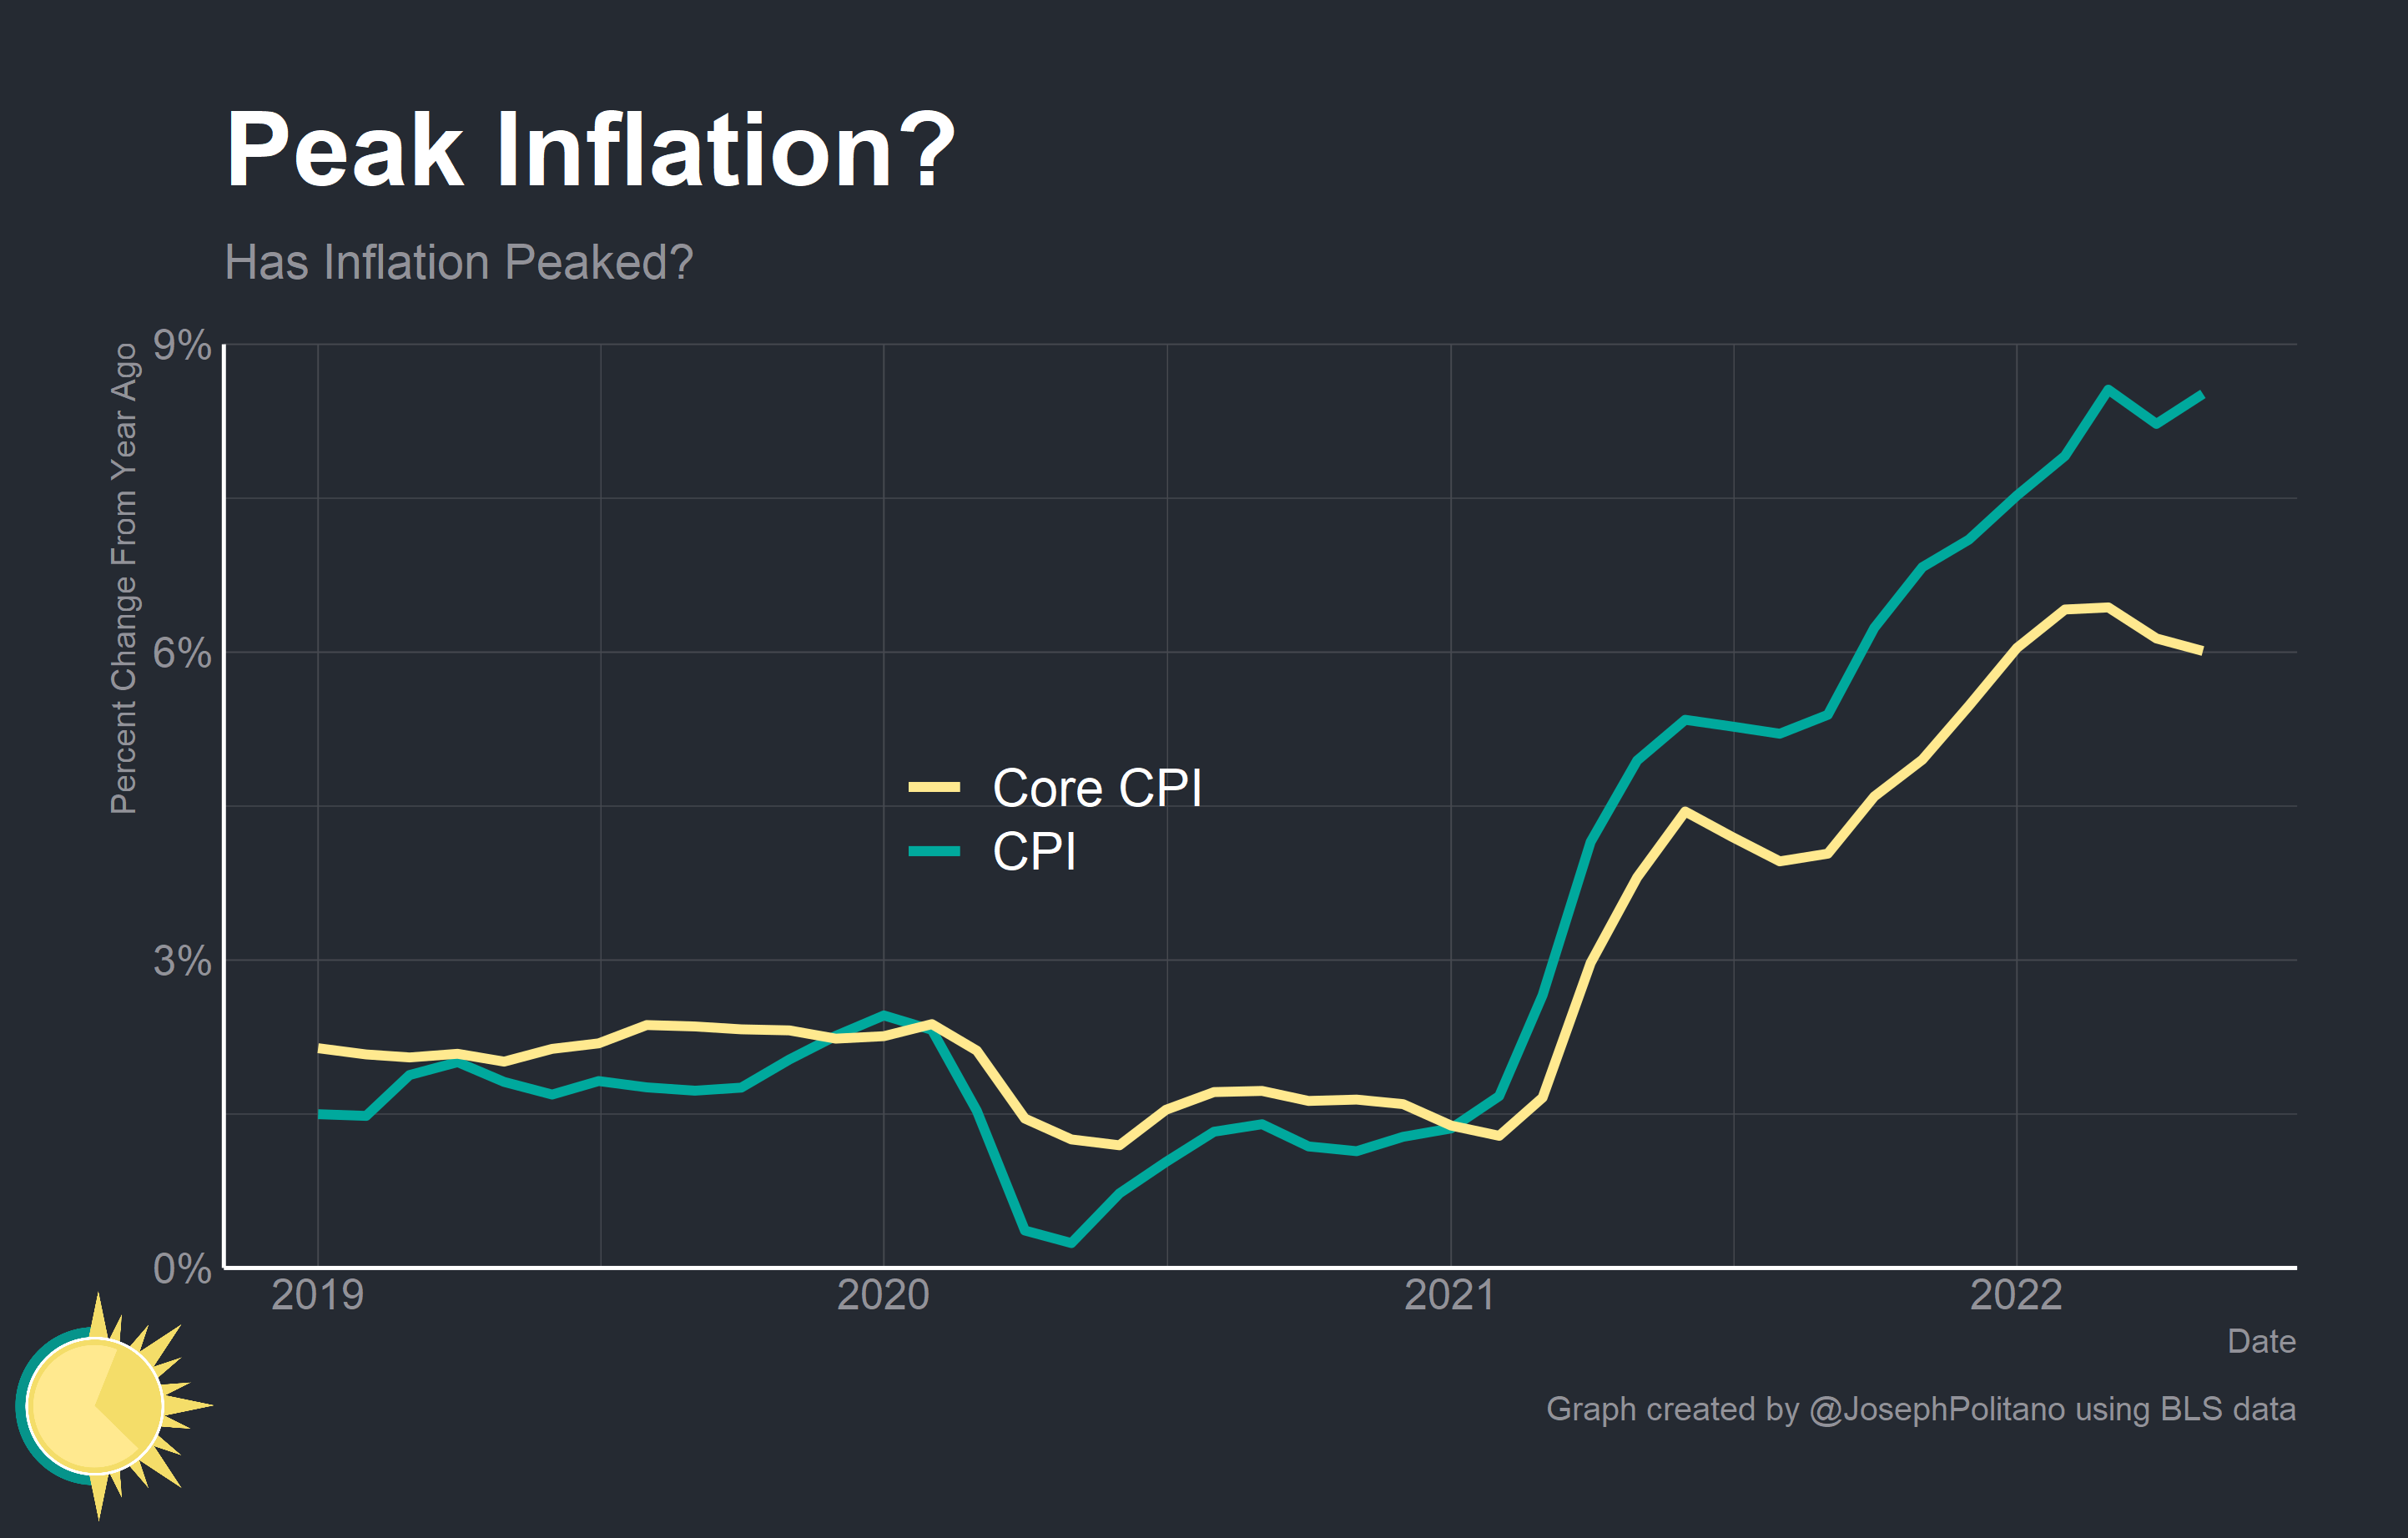 Peak Inflation?
Has Inflation Peaked?
Percent Change From Year Ago
9%
6%
3%
0%
Core CPI
CPI
2019
2020
2021
2022
Date
Graph created by @JosephPolitano using BLS data